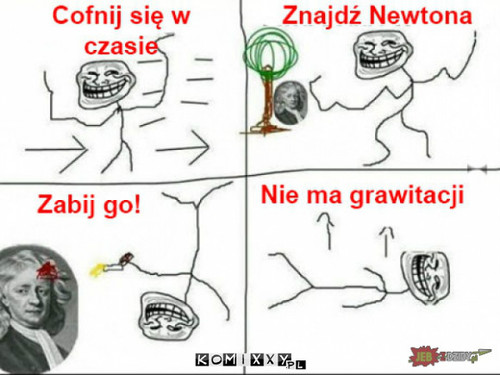 Cofnij się w
czasie
Znajdź Newtona
Zabij go!
Nie ma grawitacji
KOMIXXY.PL